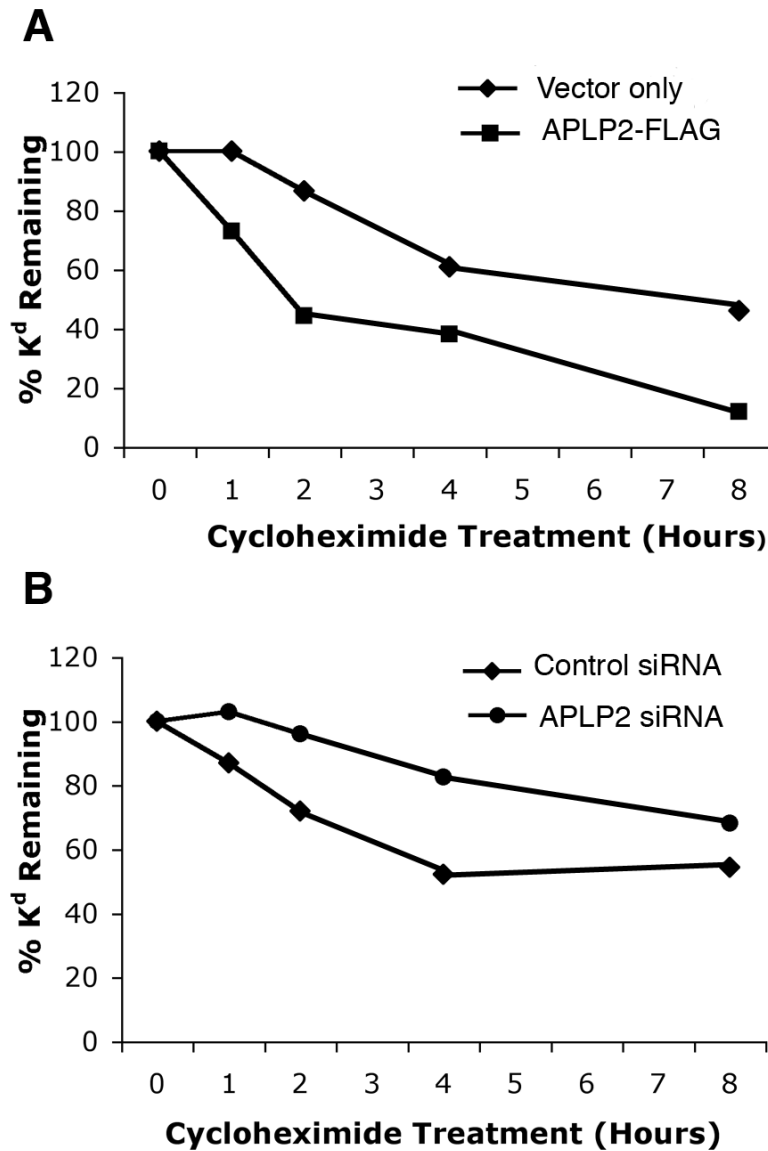 A
Vector only
APLP2-FLAG
120
100
80
60
40
20
0
% Kd Remaining
0 1 2 3 4 5 6 7 8
Cycloheximide Treatment (Hours)
B
Control siRNA
APLP2 siRNA
120
100
80
60
40
20
0
% Kd Remaining
0 1 2 3 4 5 6 7 8
Cycloheximide Treatment (Hours)